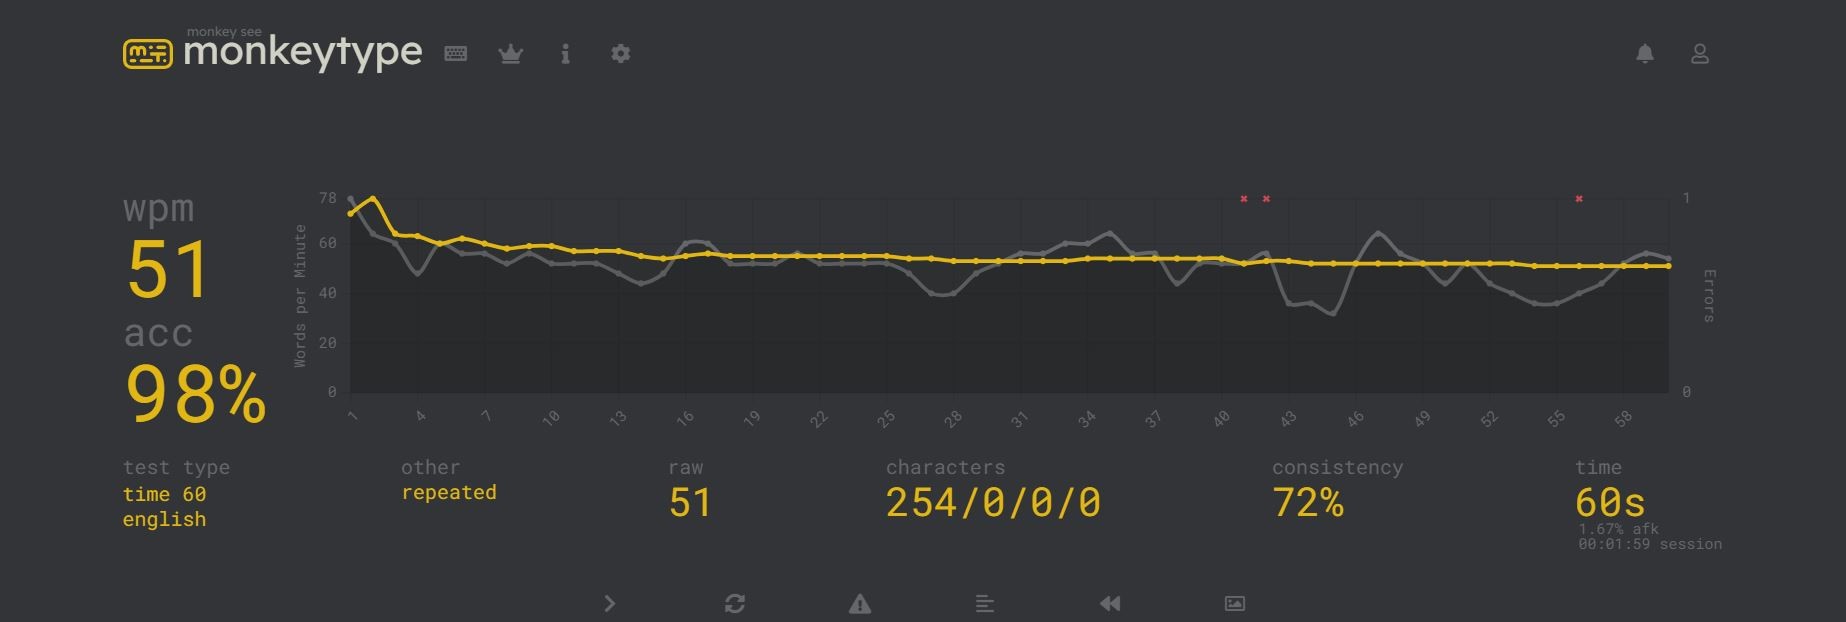 monkey see
monkeytype
wpm
51
acc
98%
Words per Minute
78
60
40
20
0
1
4
7
10
13
16
19
22
25
28
31
34
37
40
43
46
49
52
55
58
1
0
Errors
test type
time 60
english
other
repeated
raw
51
characters
254/0/0/0
consistency
72%
time
60s
1.67% afk
00:01:59 session